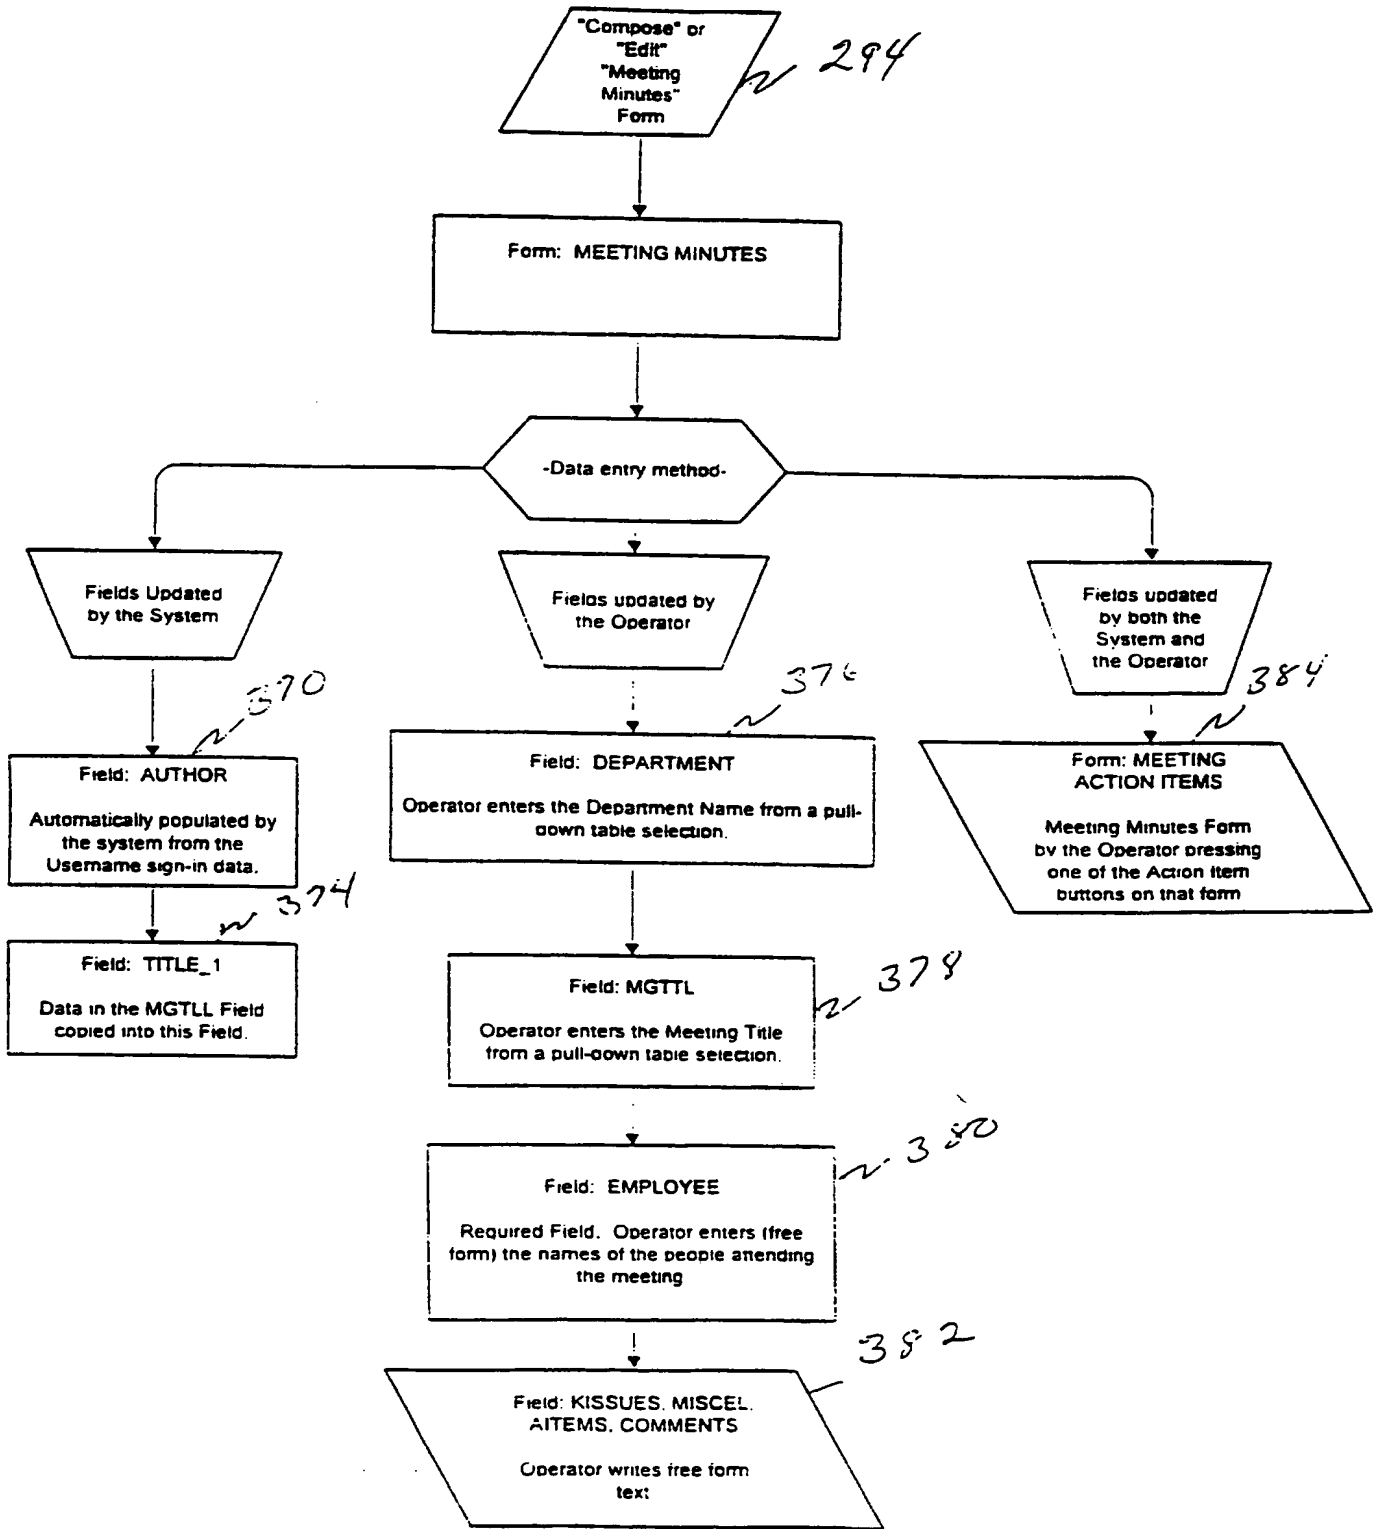 "Compose" or
"Edit"
"Meeting
Minutes"
Form
294
Form: MEETING MINUTES
-Data entry method-
Fields Updated
by the System
Fields updated by
the Operator
Fields updated
by both the
System and
the Operator
370
Field: AUTHOR
Automatically populated by
the system from the
Username sign-in data.
374
Field: TITLE_1
Data in the MGTLL Field
copied into this Field.
376
Field: DEPARTMENT
Operator enters the Department Name from a pull-
down table selection.
378
Field: MGTTL
Operator enters the Meeting Title
from a pull-down table selection.
380
Field: EMPLOYEE
Required Field. Operator enters (free
form) the names of the people attending
the meeting
382
Field: KISSUES, MISCEL,
AITEMS, COMMENTS
Operator writes free form
text
384
Form: MEETING
ACTION ITEMS
Meeting Minutes Form
by the Operator pressing
one of the Action Item
buttons on that form